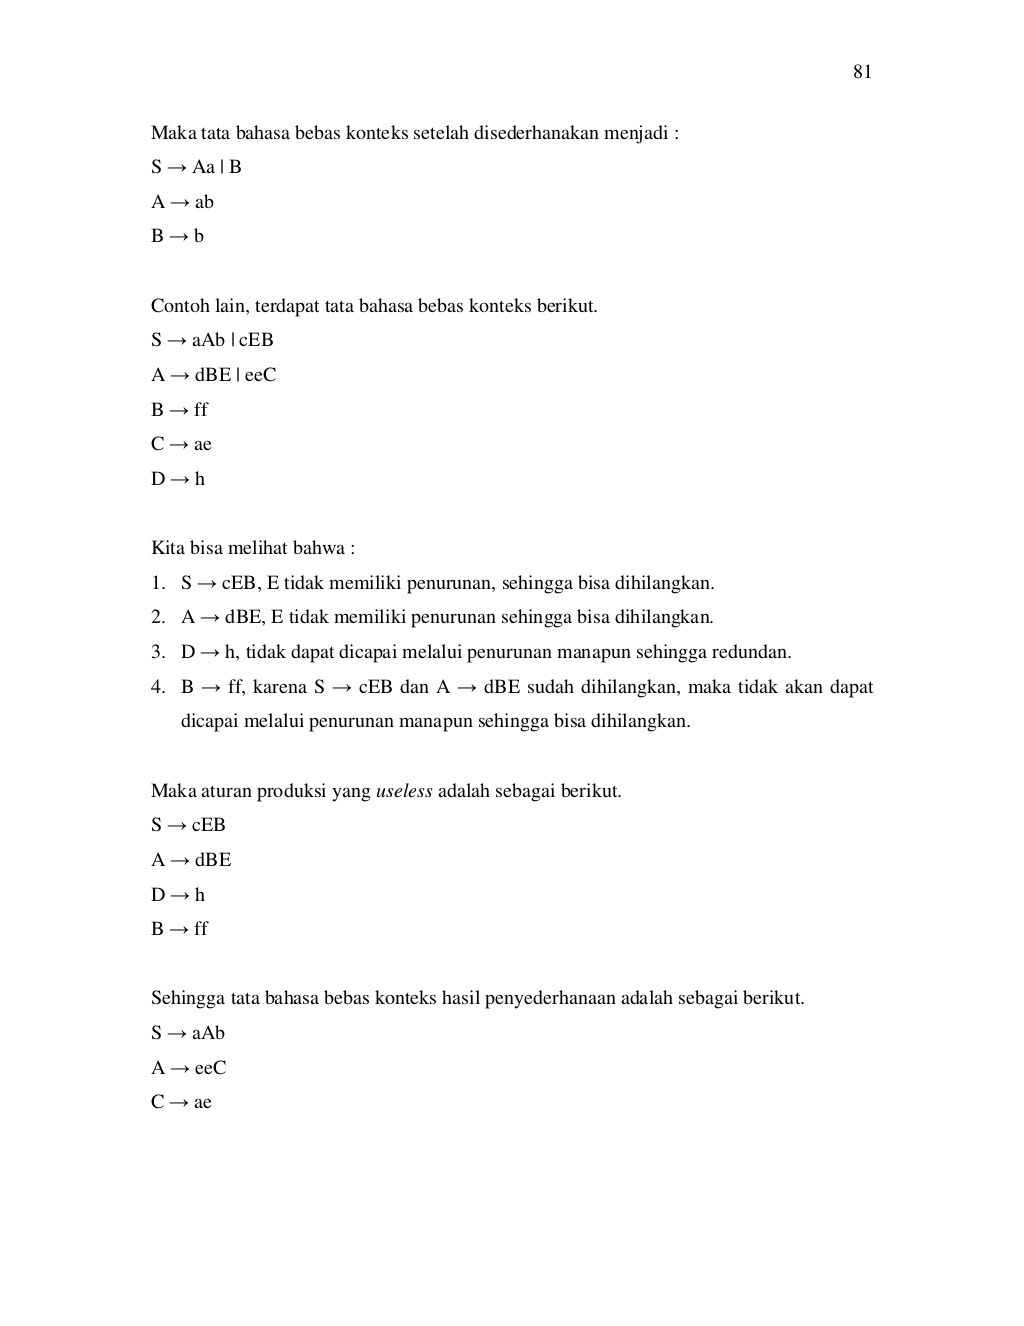 81
Maka tata bahasa bebas konteks setelah disederhanakan menjadi :
S → Aa | B
A → ab
B → b
Contoh lain, terdapat tata bahasa bebas konteks berikut.
S → aAb | cEB
A → dBE | eeC
B → ff
C → ae
D → h
Kita bisa melihat bahwa :
1. S → cEB, E tidak memiliki penurunan, sehingga bisa dihilangkan.
2. A → dBE, E tidak memiliki penurunan sehingga bisa dihilangkan.
3. D → h, tidak dapat dicapai melalui penurunan manapun sehingga redundan.
4. B → ff, karena S → cEB dan A → dBE sudah dihilangkan, maka tidak akan dapat
dicapai melalui penurunan manapun sehingga bisa dihilangkan.
Maka aturan produksi yang useless adalah sebagai berikut.
S → cEB
A → dBE
D → h
B → ff
Sehingga tata bahasa bebas konteks hasil penyederhanaan adalah sebagai berikut.
S → aAb
A → eeC
C → ae